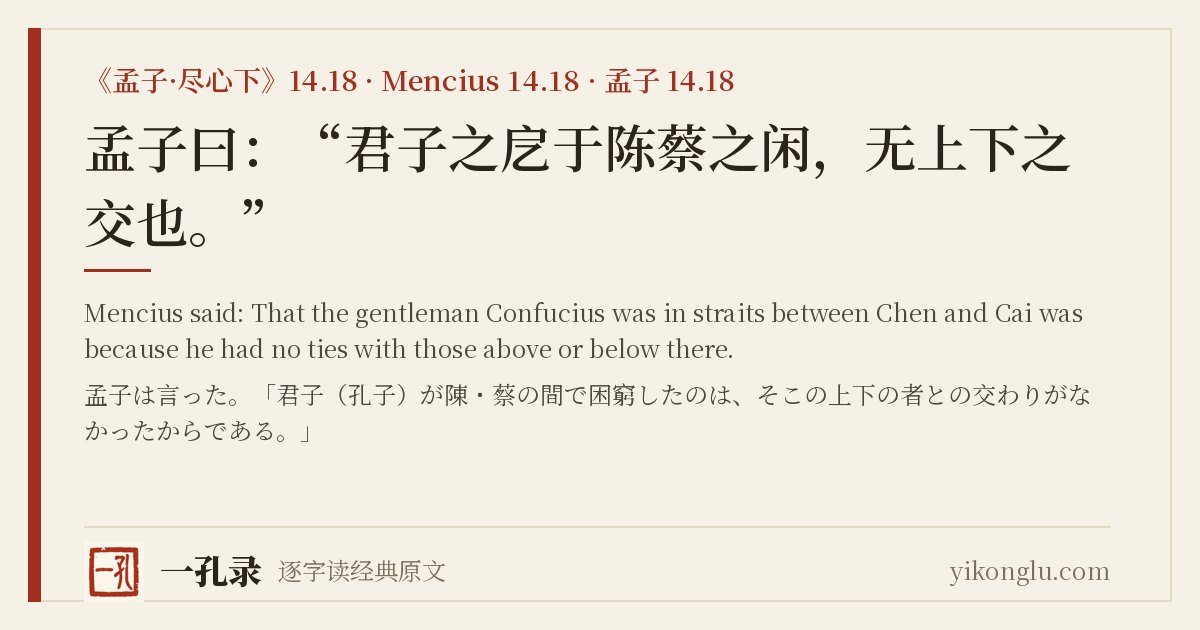 《孟子·尽心下》14.18 · Mencius 14.18 · 孟子 14.18
孟子曰：“君子之戹于陈蔡之闲，无上下之
交也。”
Mencius said: That the gentleman Confucius was in straits between Chen and Cai was
because he had no ties with those above or below there.
孟子は言った。「君子（孔子）が陳・蔡の間で困窮したのは、そこの上下の者との交わりがな
かったからである。」
一孔
一孔录 逐字读经典原文
yikonglu.com